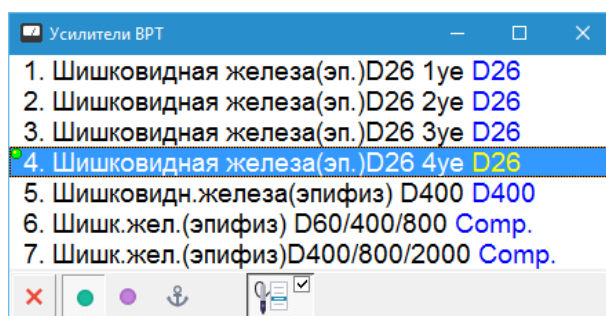 Усилители ВРТ
1. Шишковидная железа(эп.)D26 1уе D26
2. Шишковидная железа(эп.)D26 2уе D26
3. Шишковидная железа(эп.)D26 3уе D26
4. Шишковидная железа(эп.)D26 4уе D26
5. Шишковидн.железа(эпифиз) D400 D400
6. Шишк.жел.(эпифиз) D60/400/800 Comp.
7. Шишк.жел.(эпифиз)D400/800/2000 Comp.